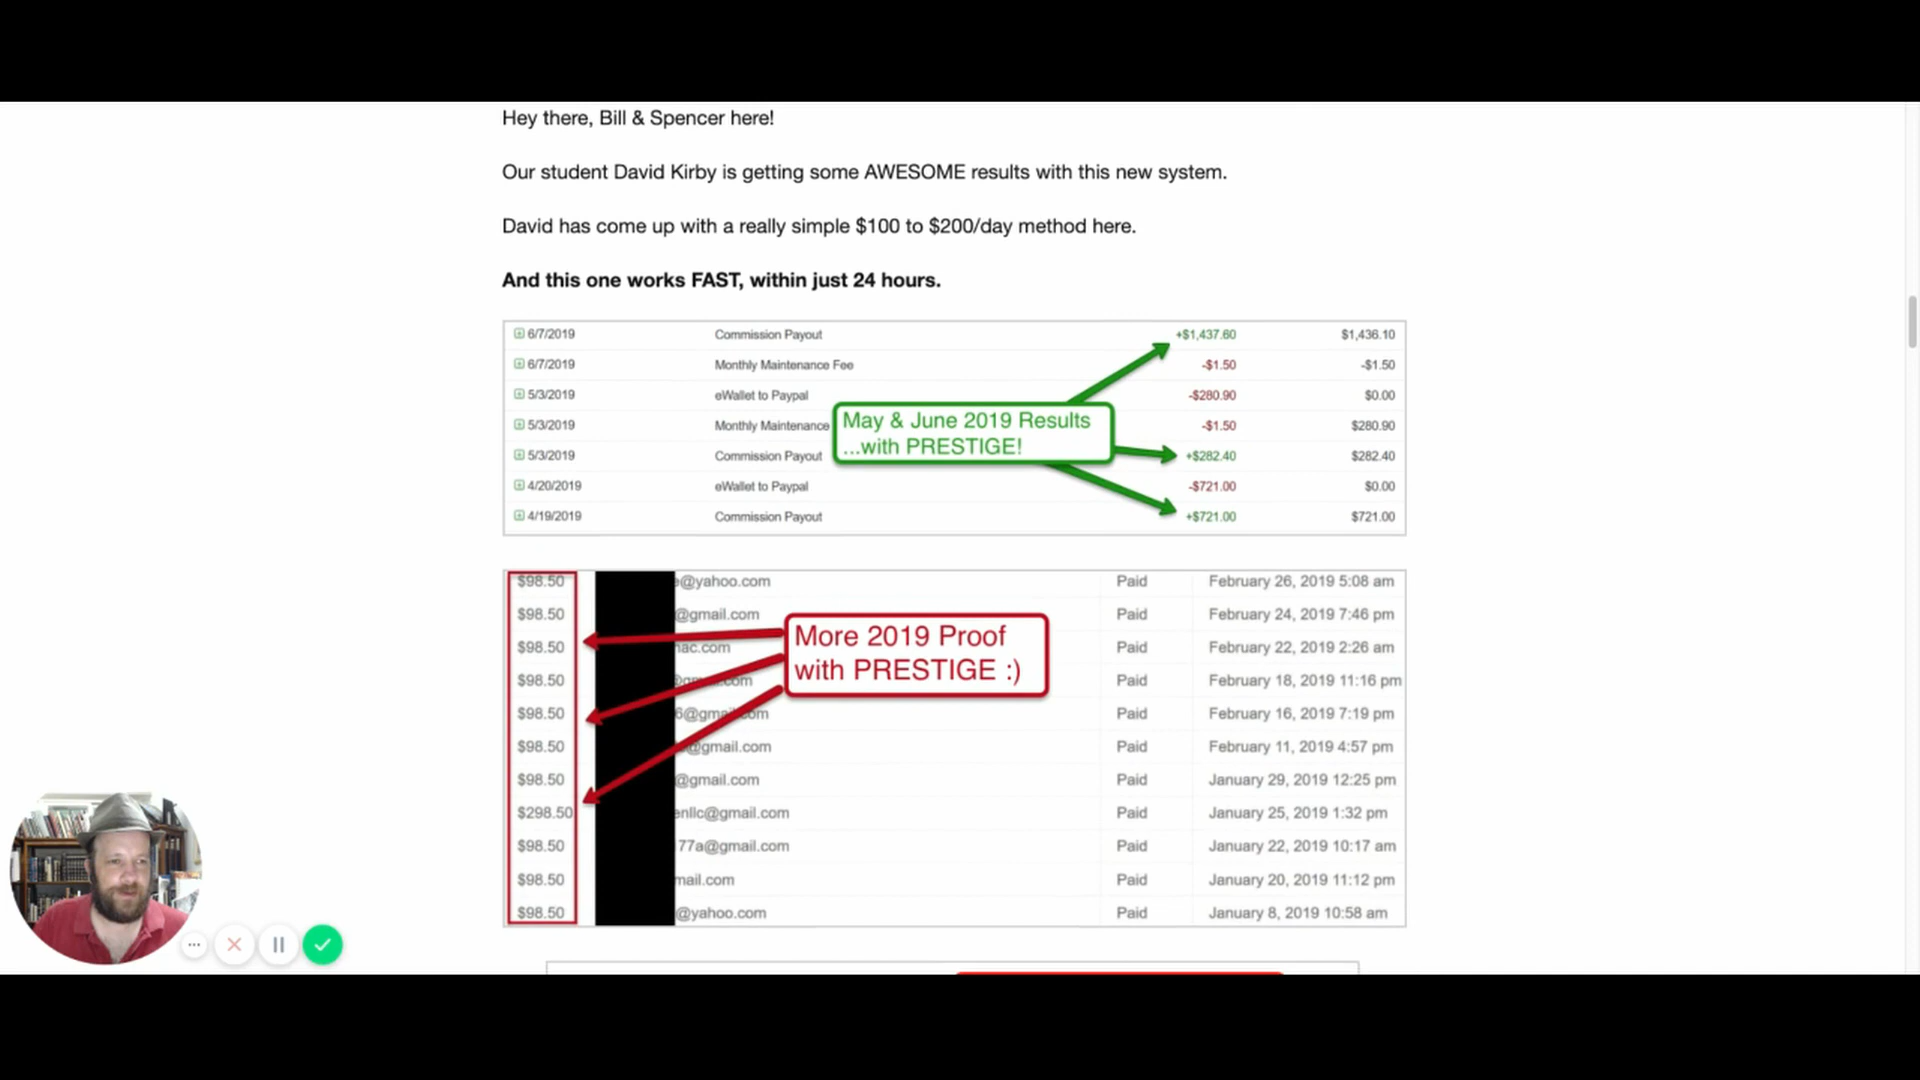 Hey there, Bill & Spencer here!
Our student David Kirby is getting some AWESOME results with this new system.
David has come up with a really simple $100 to $200/day method here.
And this one works FAST, within just 24 hours.
6/7/2019 Commission Payout +$1,437.60 $1,436.10
6/7/2019 Monthly Maintenance Fee -$1.50 -$1.50
5/3/2019 eWallet to Paypal -$280.90 $0.00
5/3/2019 Monthly Maintenance -$1.50 $280.90
5/3/2019 Commission Payout +$282.40 $282.40
4/20/2019 eWallet to Paypal -$721.00 $0.00
4/19/2019 Commission Payout +$721.00 $721.00
May & June 2019 Results
...with PRESTIGE!
$98.50 @yahoo.com Paid February 26, 2019 5:08 am
$98.50 @gmail.com Paid February 24, 2019 7:46 pm
$98.50 mac.com Paid February 22, 2019 2:26 am
$98.50 Paid February 18, 2019 11:16 pm
$98.50 Paid February 16, 2019 7:19 pm
$98.50 @gmail.com Paid February 11, 2019 4:57 pm
$98.50 @gmail.com Paid January 29, 2019 12:25 pm
$298.50 enllc@gmail.com Paid January 25, 2019 1:32 pm
$98.50 77a@gmail.com Paid January 22, 2019 10:17 am
$98.50 mail.com Paid January 20, 2019 11:12 pm
$98.50 @yahoo.com Paid January 8, 2019 10:58 am
More 2019 Proof
with PRESTIGE :)